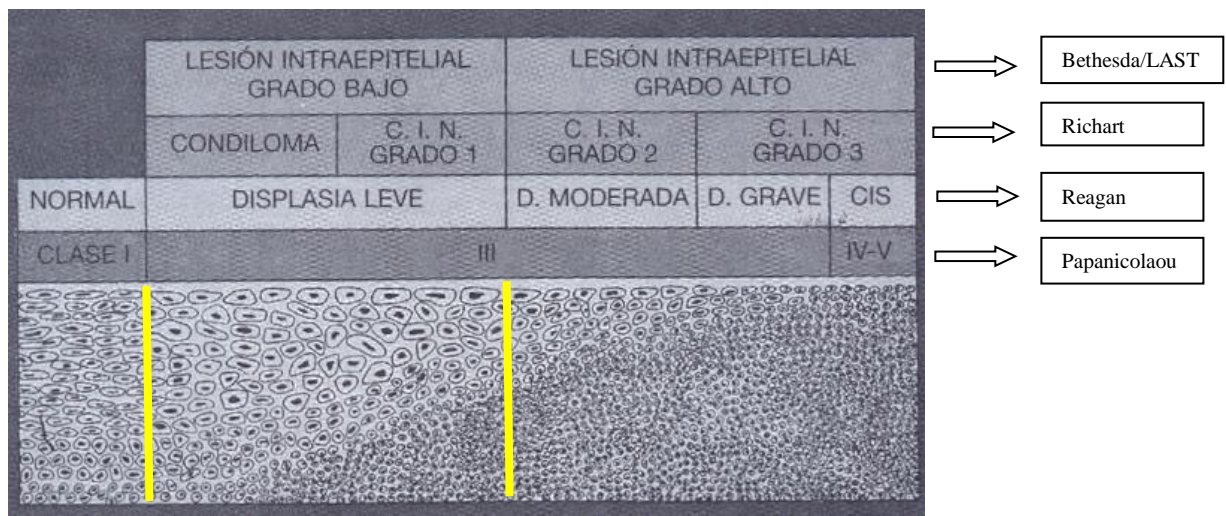 LESIÓN INTRAEPITELIAL
GRADO BAJO
LESIÓN INTRAEPITELIAL
GRADO ALTO
Bethesda/LAST
CONDILOMA
C. I. N.
GRADO 1
C. I. N.
GRADO 2
C. I. N.
GRADO 3
Richart
NORMAL
DISPLASIA LEVE
D. MODERADA
D. GRAVE
CIS
Reagan
CLASE I
III
IV-V
Papanicolaou